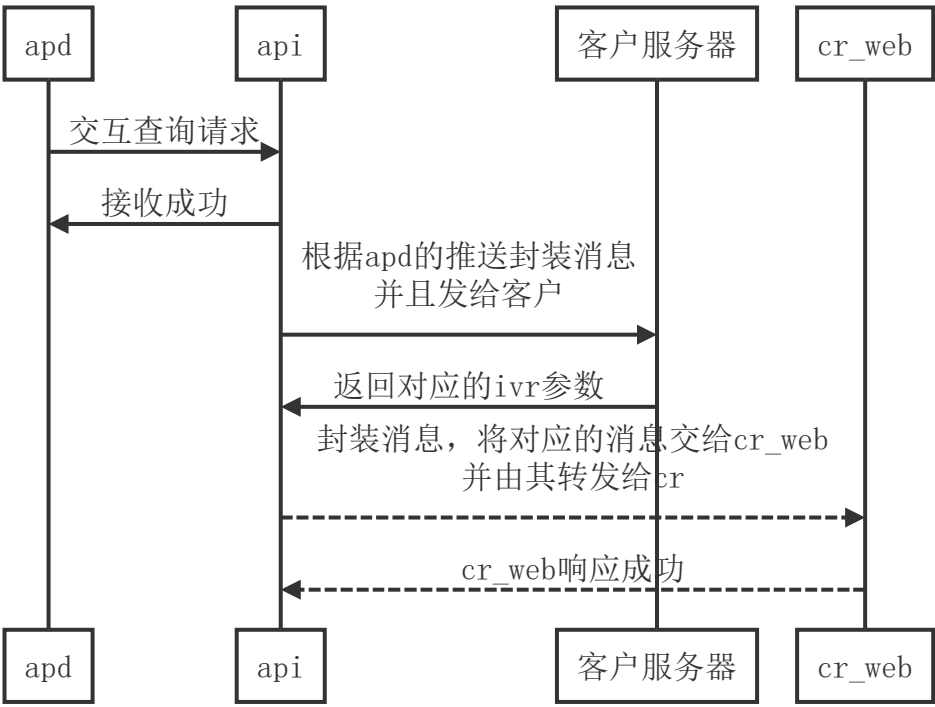 apd
api
客户服务器
cr_web
交互查询请求
接收成功
根据apd的推送封装消息
并且发给客户
返回对应的ivr参数
封装消息，将对应的消息交给cr_web
并由其转发给cr
cr_web响应成功
apd
api
客户服务器
cr_web